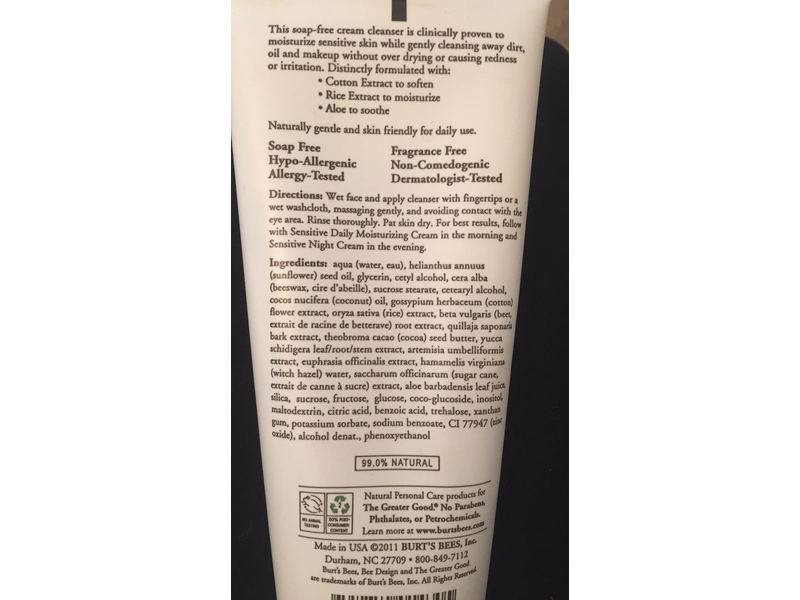 This soap-free cream cleanser is clinically proven to
moisturize sensitive skin while gently cleansing away dirt,
oil and makeup without over drying or causing redness
or irritation. Distinctly formulated with:
• Cotton Extract to soften
• Rice Extract to moisturize
• Aloe to soothe
Naturally gentle and skin friendly for daily use.
Soap Free
Hypo-Allergenic
Allergy-Tested
Fragrance Free
Non-Comedogenic
Dermatologist-Tested
Directions: Wet face and apply cleanser with fingertips or a
wet washcloth, massaging gently, and avoiding contact with the
eye area. Rinse thoroughly. Pat skin dry. For best results, follow
with Sensitive Daily Moisturizing Cream in the morning and
Sensitive Night Cream in the evening.
Ingredients: aqua (water, eau), helianthus annuus
(sunflower) seed oil, glycerin, cetyl alcohol, cera alba
(beeswax, cire d'abeille), sucrose stearate, cetearyl alcohol,
cocos nucifera (coconut) oil, gossypium herbaceum (cotton)
flower extract, oryza sativa (rice) extract, beta vulgaris (beet,
extrait de racine de betterave) root extract, quillaja saponaria
bark extract, theobroma cacao (cocoa) seed butter, yucca
schidigera leaf/root/stem extract, artemisia umbelliformis
extract, euphrasia officinalis extract, hamamelis virginiana
(witch hazel) water, saccharum officinarum (sugar cane,
extrait de canne à sucre) extract, aloe barbadensis leaf juice,
silica, sucrose, fructose, glucose, coco-glucoside, inositol,
maltodextrin, citric acid, benzoic acid, trehalose, xanthan
gum, potassium sorbate, sodium benzoate, CI 77947 (zinc
oxide), alcohol denat., phenoxyethanol
99.0% NATURAL
NO ANIMAL
TESTING
2
50% POST-
CONSUMER
CONTENT
Natural Personal Care products for
The Greater Good.® No Parabens,
Phthalates, or Petrochemicals.
Learn more at www.burtsbees.com
Made in USA ©2011 BURT'S BEES, Inc.
Durham, NC 27709 • 800-849-7112
Burt's Bees, Bee Design and The Greater Good
are trademarks of Burt's Bees, Inc. All Rights Reserved.